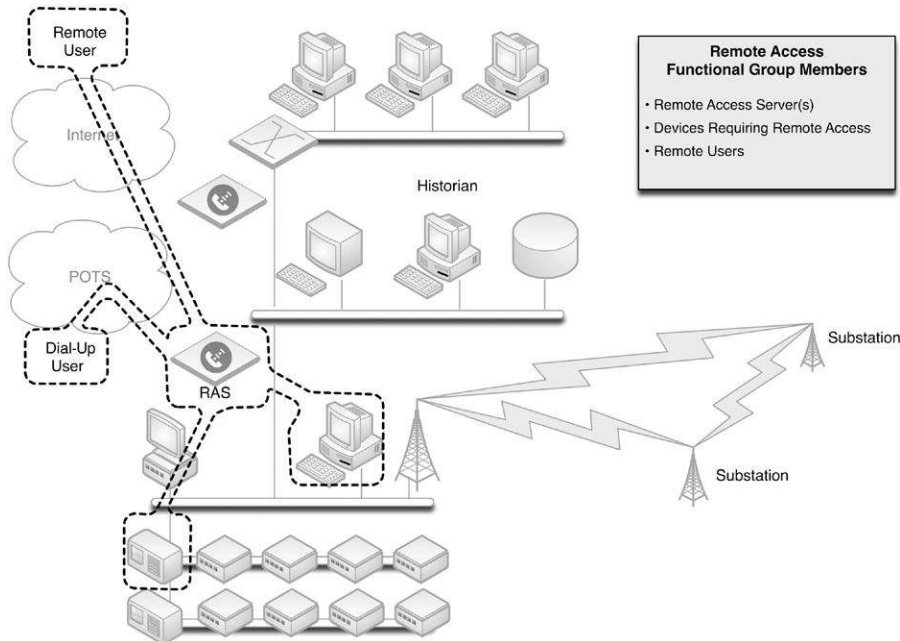 Remote
User
Internet
POTS
Dial-Up
User
RAS
Historian
Substation
Substation
Remote Access
Functional Group Members
• Remote Access Server(s)
• Devices Requiring Remote Access
• Remote Users